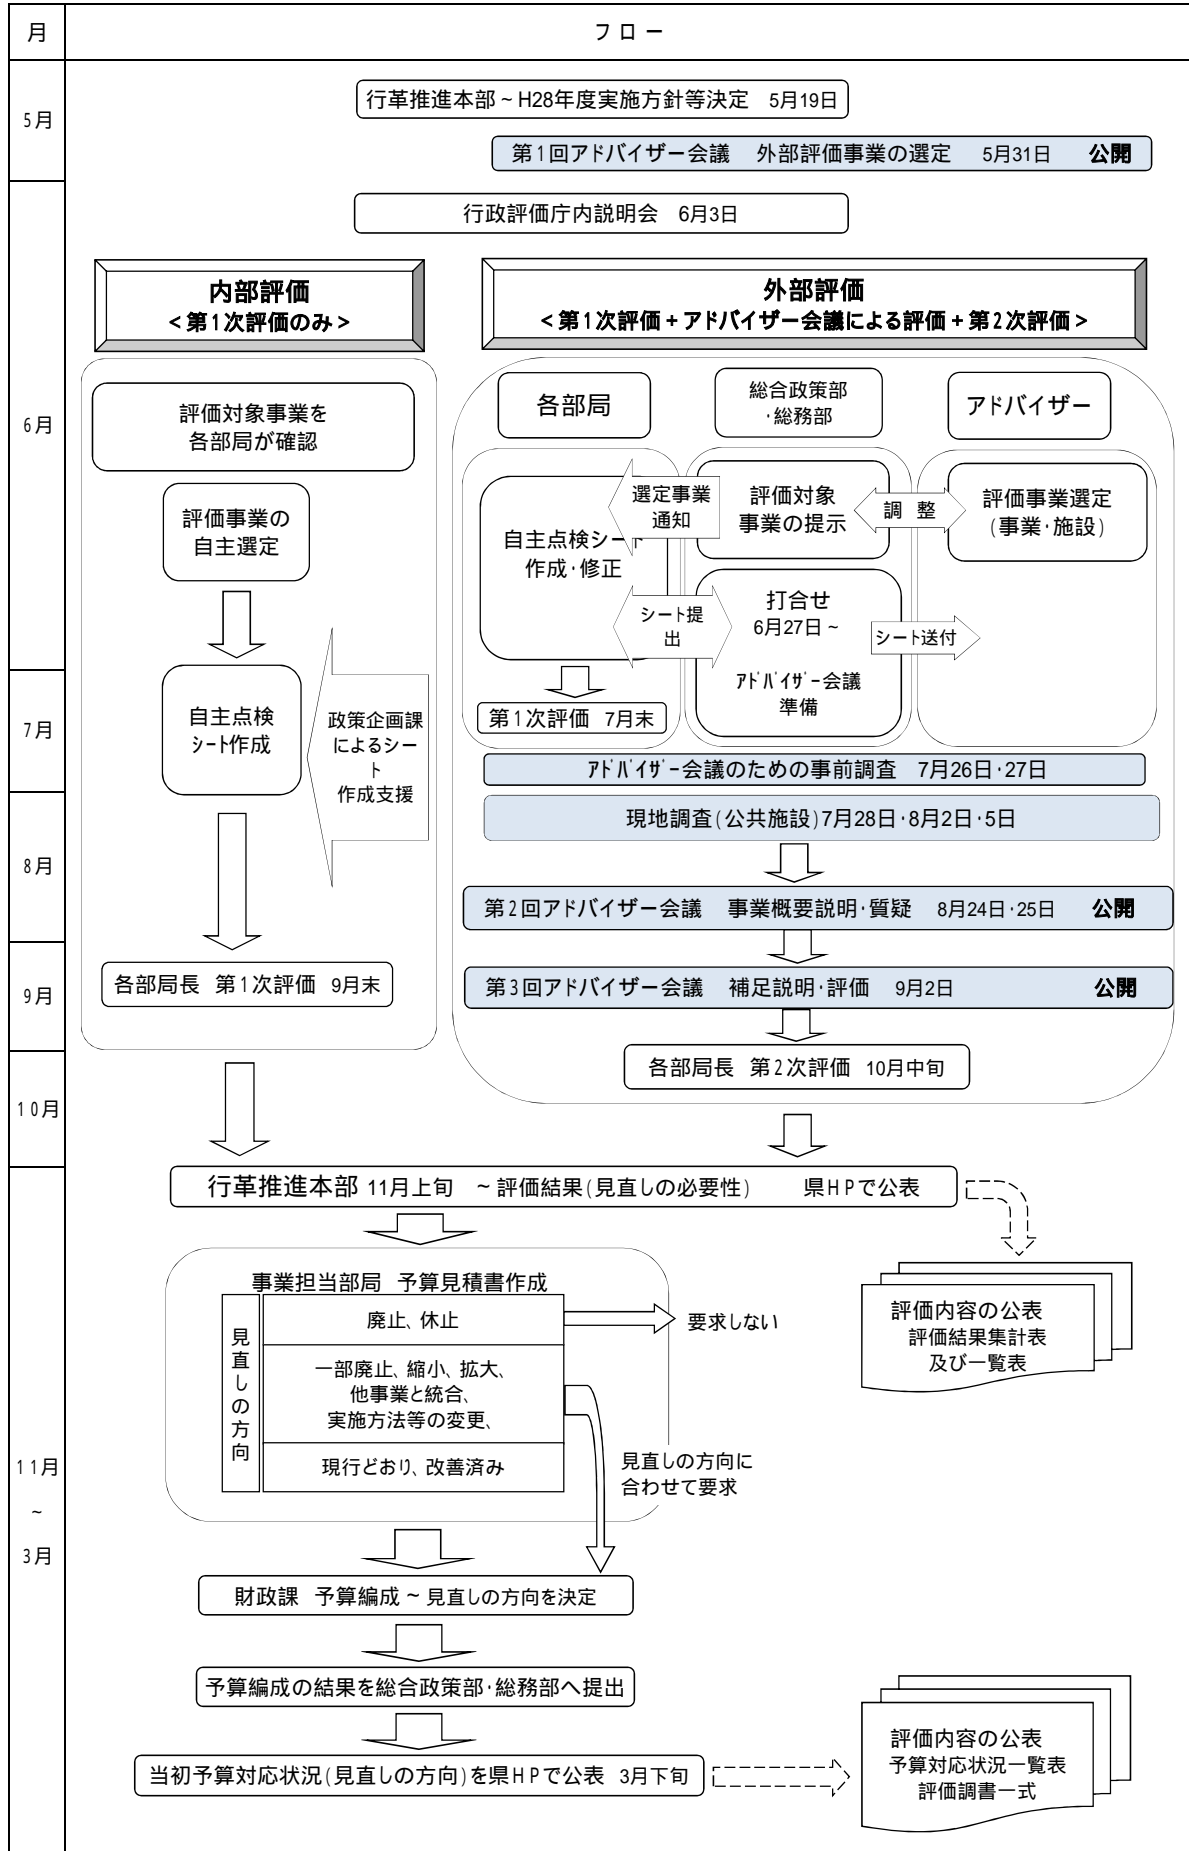 月
フロー
5月
行革推進本部~H28年度実施方針等決定 5月19日
第1回アドバイザー会議 外部評価事業の選定 5月31日 公開
6月
行政評価庁内説明会 6月3日
内部評価
<第1次評価のみ>
外部評価
<第1次評価+アドバイザー会議による評価+第2次評価>
評価対象事業を
各部局が確認
評価事業の
自主選定
自主点検
シート作成
政策企画課
によるシー
ト
作成支援
各部局長 第1次評価 9月末
各部局
総合政策部
・総務部
アドバイザー
自主点検シート
作成・修正
選定事業
通知
評価対象
事業の提示
調 整
評価事業選定
(事業・施設)
シート提
出
打合せ
6月27日~
アドバイザー会議
準備
シート送付
7月
第1次評価 7月末
アドバイザー会議のための事前調査 7月26日・27日
8月
現地調査(公共施設)7月28日・8月2日・5日
第2回アドバイザー会議 事業概要説明・質疑 8月24日・25日 公開
9月
第3回アドバイザー会議 補足説明・評価 9月2日 公開
10月
各部局長 第2次評価 10月中旬
11月
~
3月
行革推進本部 11月上旬 ~評価結果(見直しの必要性) 県HPで公表
事業担当部局 予算見積書作成
見直しの方向
廃止、休止
要求しない
一部廃止、縮小、拡大、
他事業と統合、
実施方法等の変更、
現行どおり、改善済み
見直しの方向に
合わせて要求
評価内容の公表
評価結果集計表
及び一覧表
財政課 予算編成~見直しの方向を決定
予算編成の結果を総合政策部・総務部へ提出
当初予算対応状況(見直しの方向)を県HPで公表 3月下旬
評価内容の公表
予算対応状況一覧表
評価調書一式